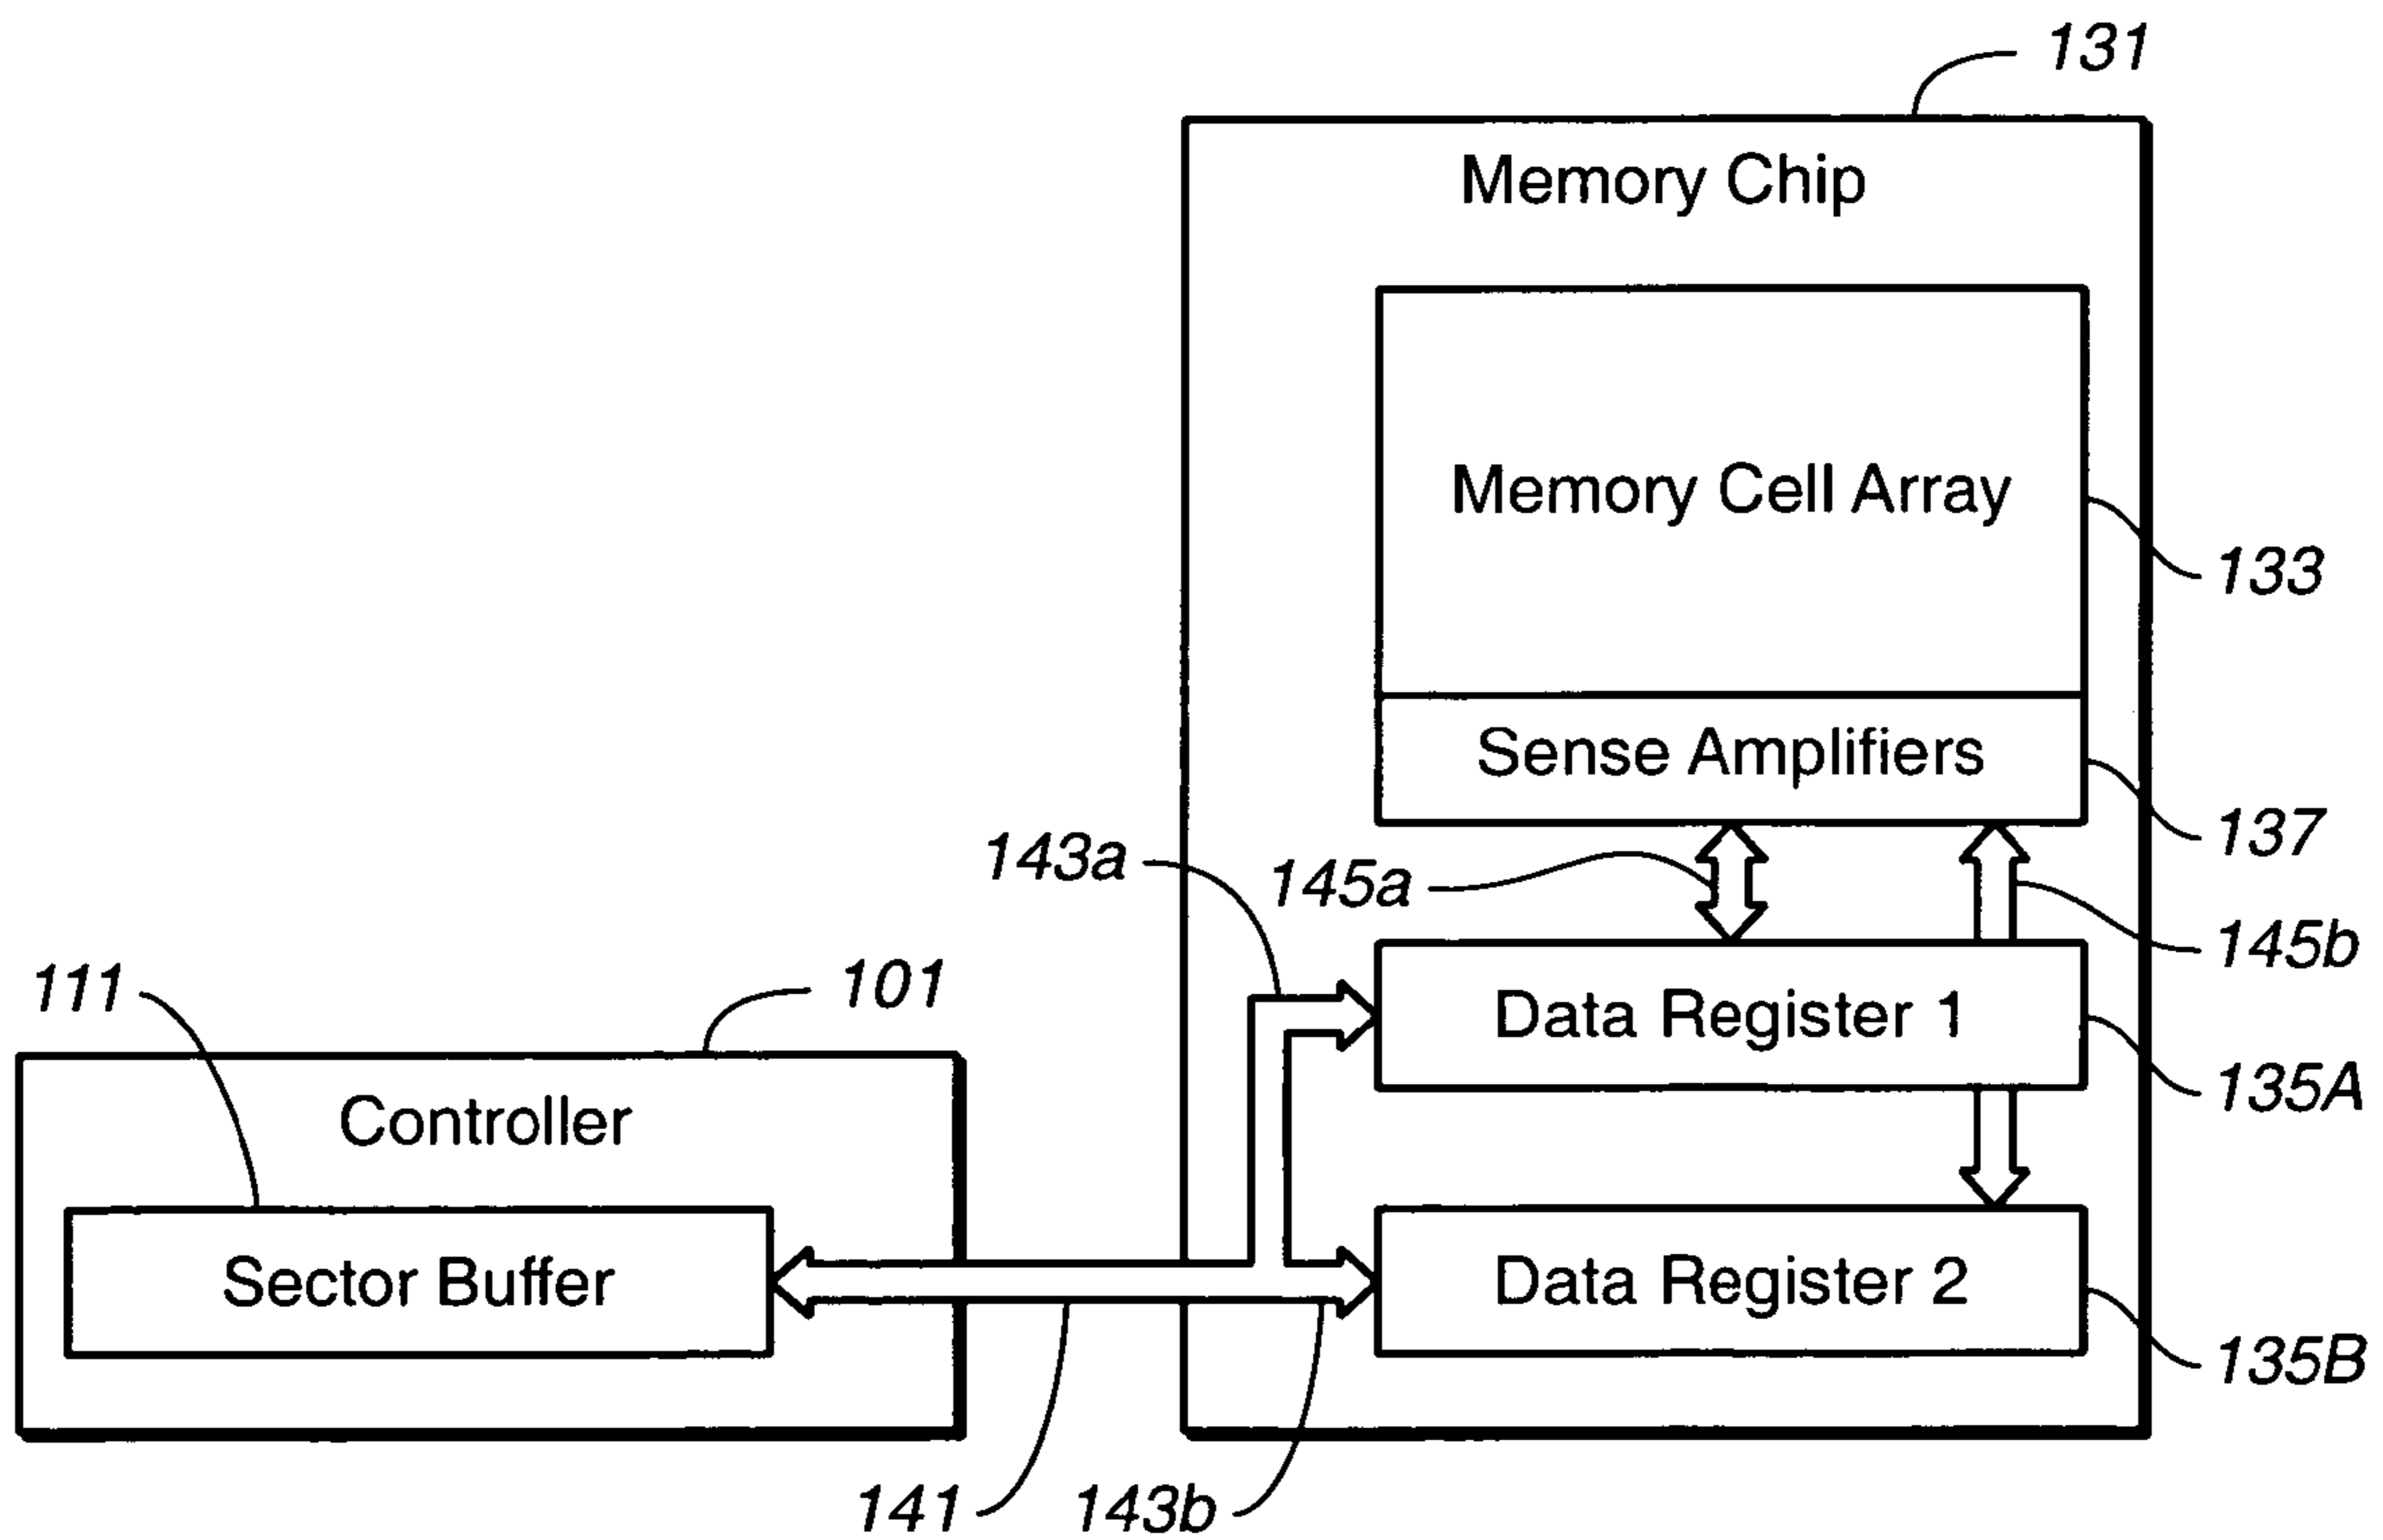 131
Memory Chip
Memory Cell Array
133
Sense Amplifiers
137
143a
145a
145b
111
101
Data Register 1
135A
Controller
Sector Buffer
Data Register 2
135B
141
143b